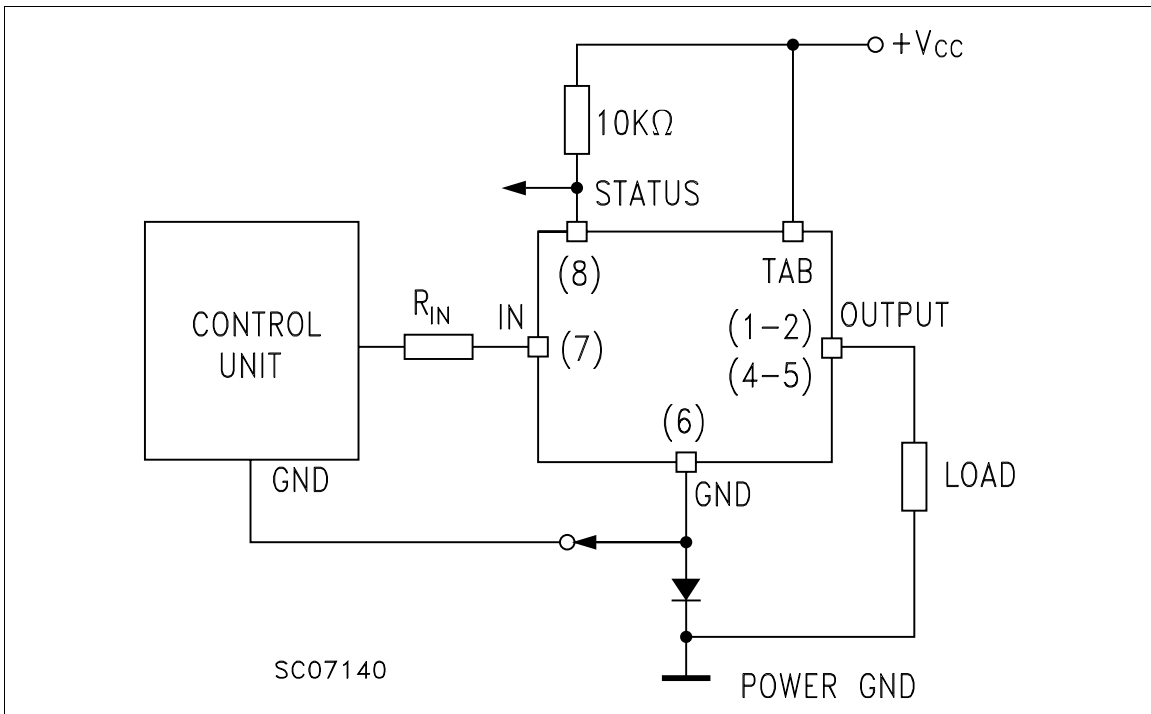 +VCC
10KΩ
STATUS
(8)
TAB
CONTROL
UNIT
RIN
IN
(7)
(1-2)
(4-5)
OUTPUT
(6)
GND
GND
LOAD
SC07140
POWER GND